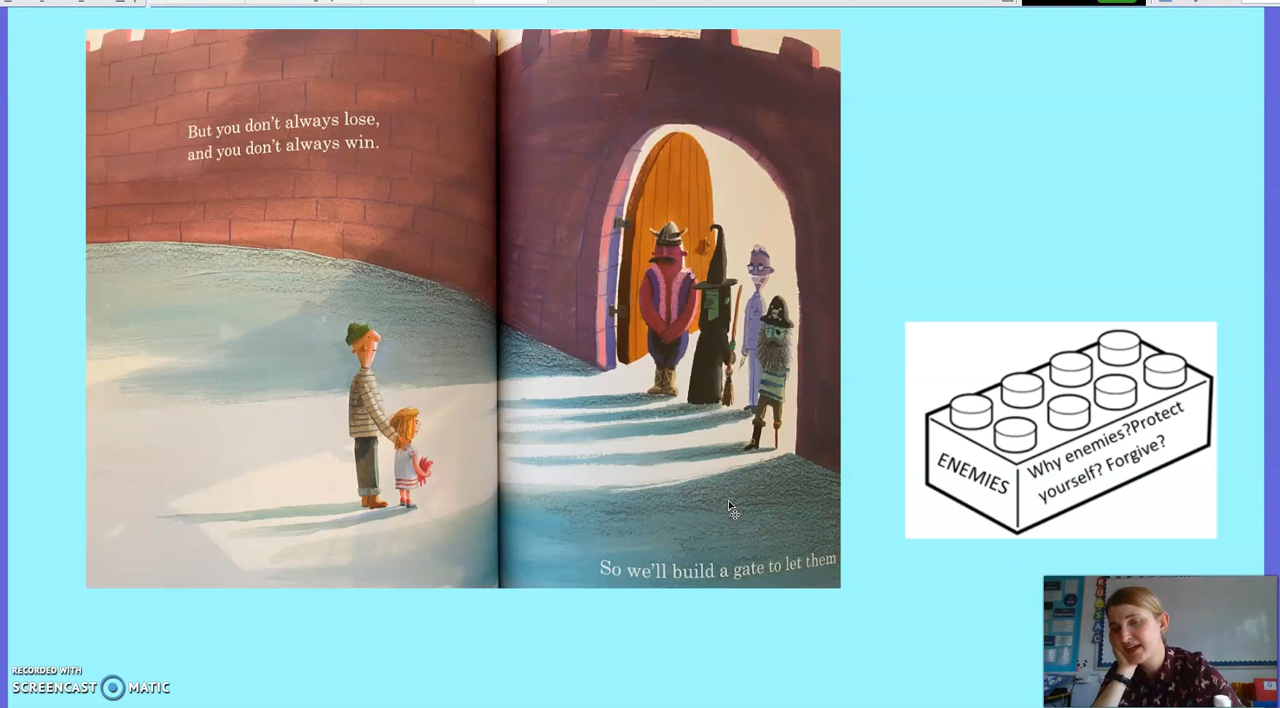 But you don't always lose,
and you don't always win.
So we'll build a gate to let them
ENEMIES
Why enemies?Protect
yourself? Forgive?
RECORDED WITH
SCREENCAST MATIC